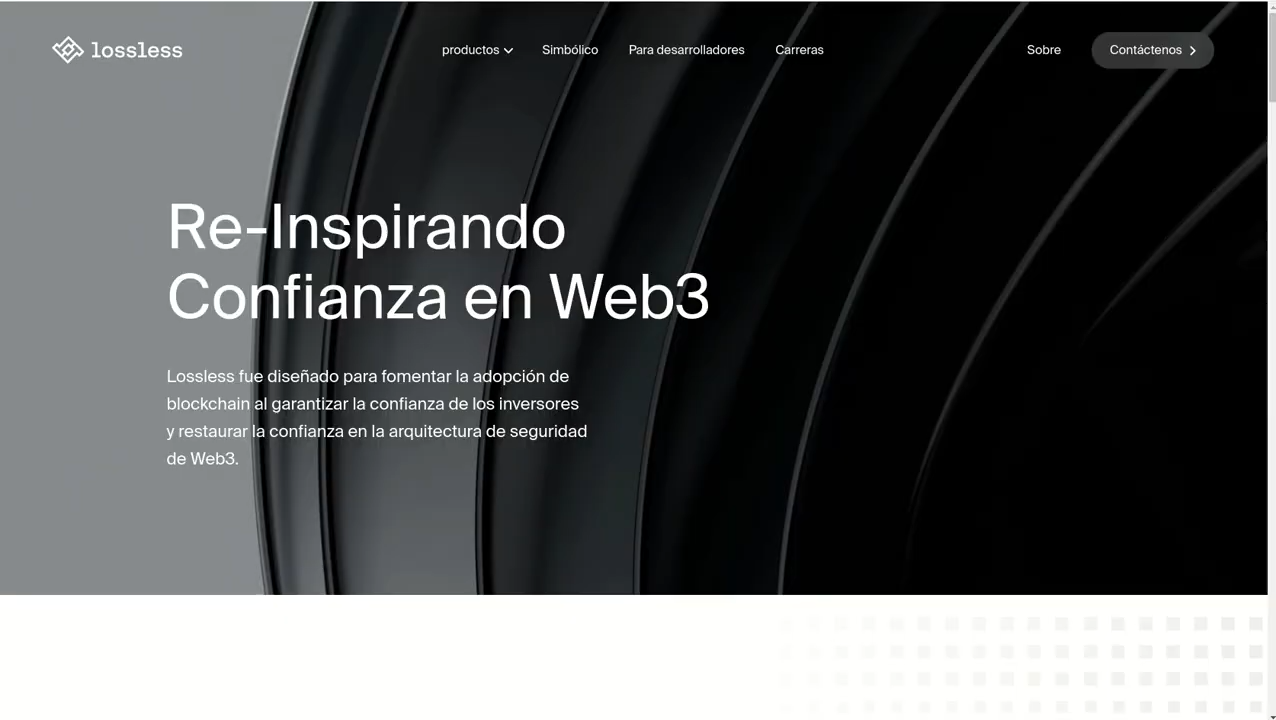 lossless
productos
Simbólico
Para desarrolladores
Carreras
Sobre
Contáctenos
Re-Inspirando
Confianza en Web3
Lossless fue diseñado para fomentar la adopción de
blockchain al garantizar la confianza de los inversores
y restaurar la confianza en la arquitectura de seguridad
de Web3.